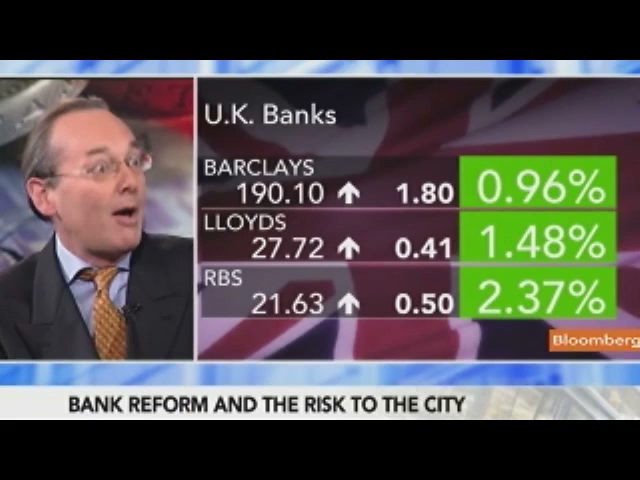 U.K. Banks
BARCLAYS
190.10 ↑ 1.80 0.96%
LLOYDS
27.72 ↑ 0.41 1.48%
RBS
21.63 ↑ 0.50 2.37%
Bloomberg
BANK REFORM AND THE RISK TO THE CITY